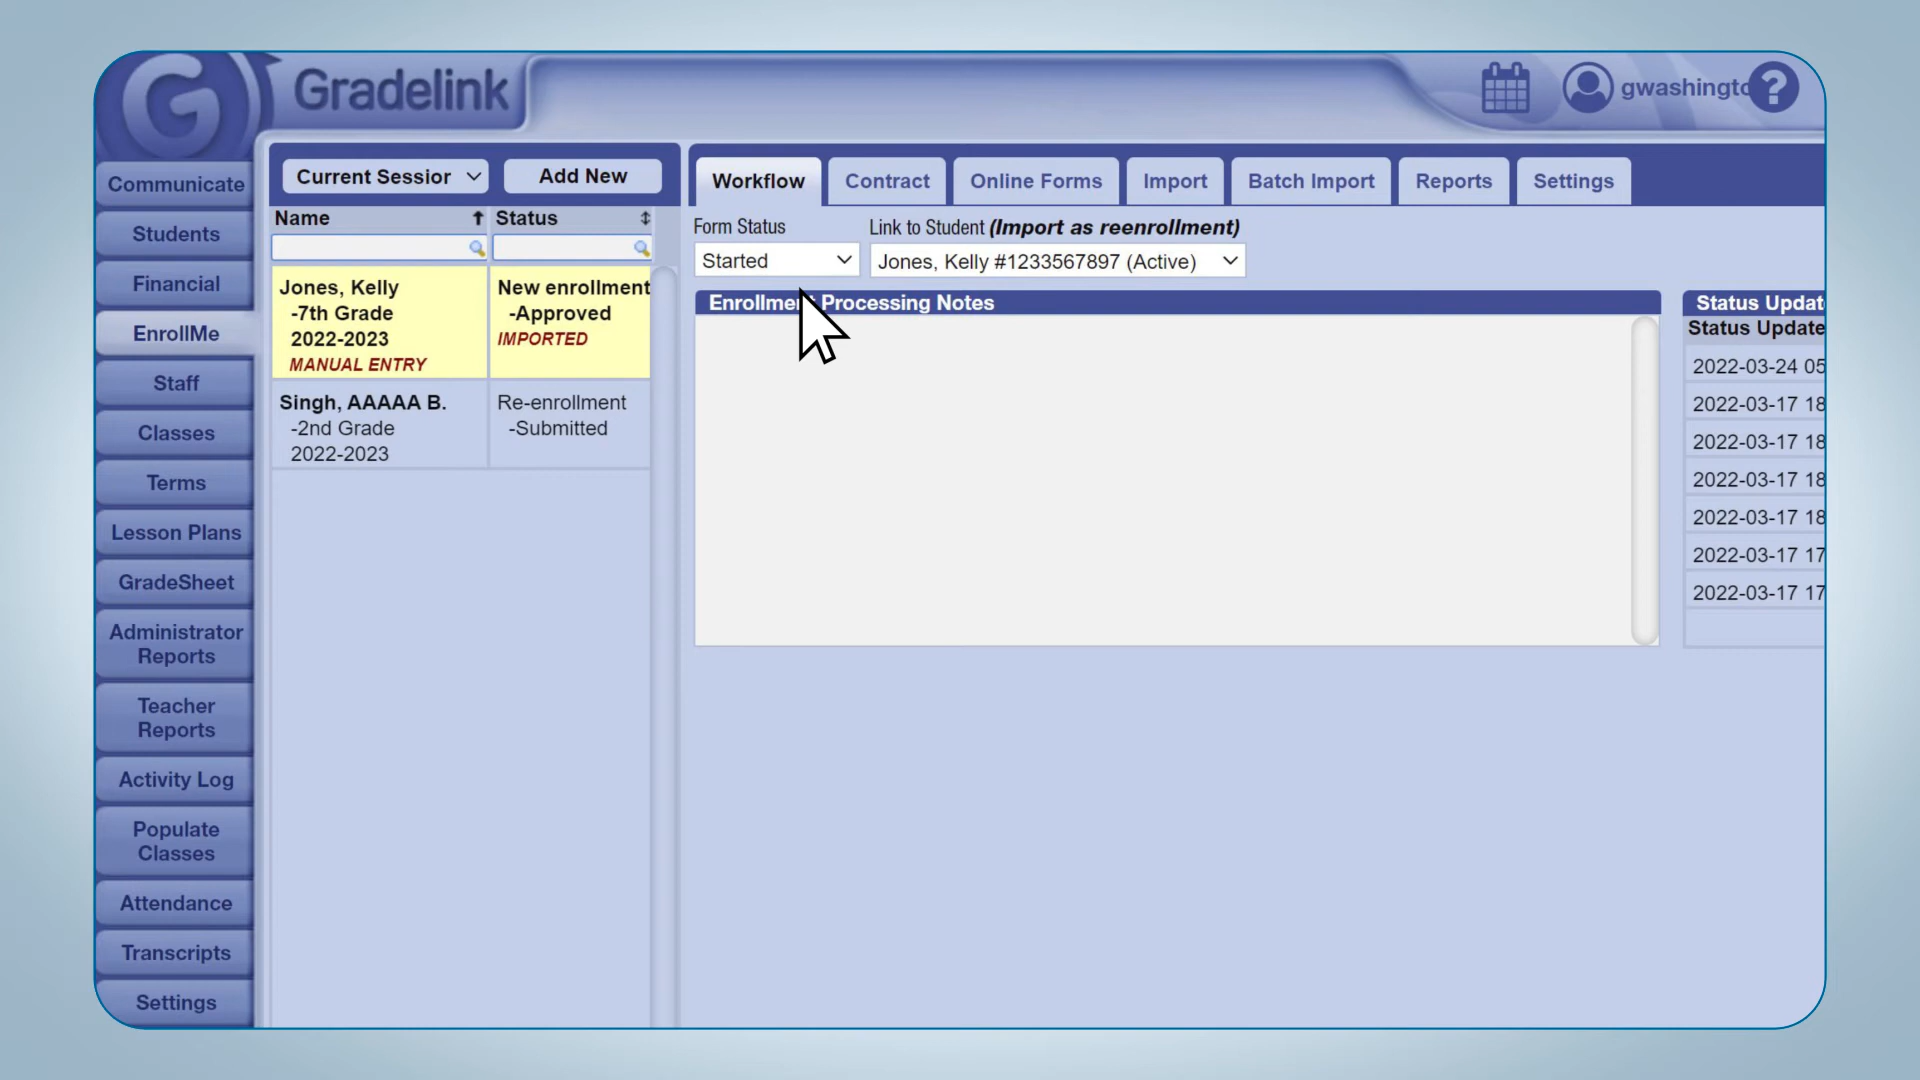 Gradelink
gwashingto
?
Communicate
Students
Financial
EnrollMe
Staff
Classes
Terms
Lesson Plans
GradeSheet
Administrator
Reports
Teacher
Reports
Activity Log
Populate
Classes
Attendance
Transcripts
Settings
Current Session
Add New
Name
Status
Jones, Kelly
-7th Grade
2022-2023
MANUAL ENTRY
New enrollment
-Approved
IMPORTED
Singh, AAAAA B.
-2nd Grade
2022-2023
Re-enrollment
-Submitted
Workflow
Contract
Online Forms
Import
Batch Import
Reports
Settings
Form Status
Link to Student (Import as reenrollment)
Started
Jones, Kelly #1233567897 (Active)
Enrollment Processing Notes
Status Updat
Status Update
2022-03-24 05
2022-03-17 18
2022-03-17 18
2022-03-17 18
2022-03-17 18
2022-03-17 17
2022-03-17 17